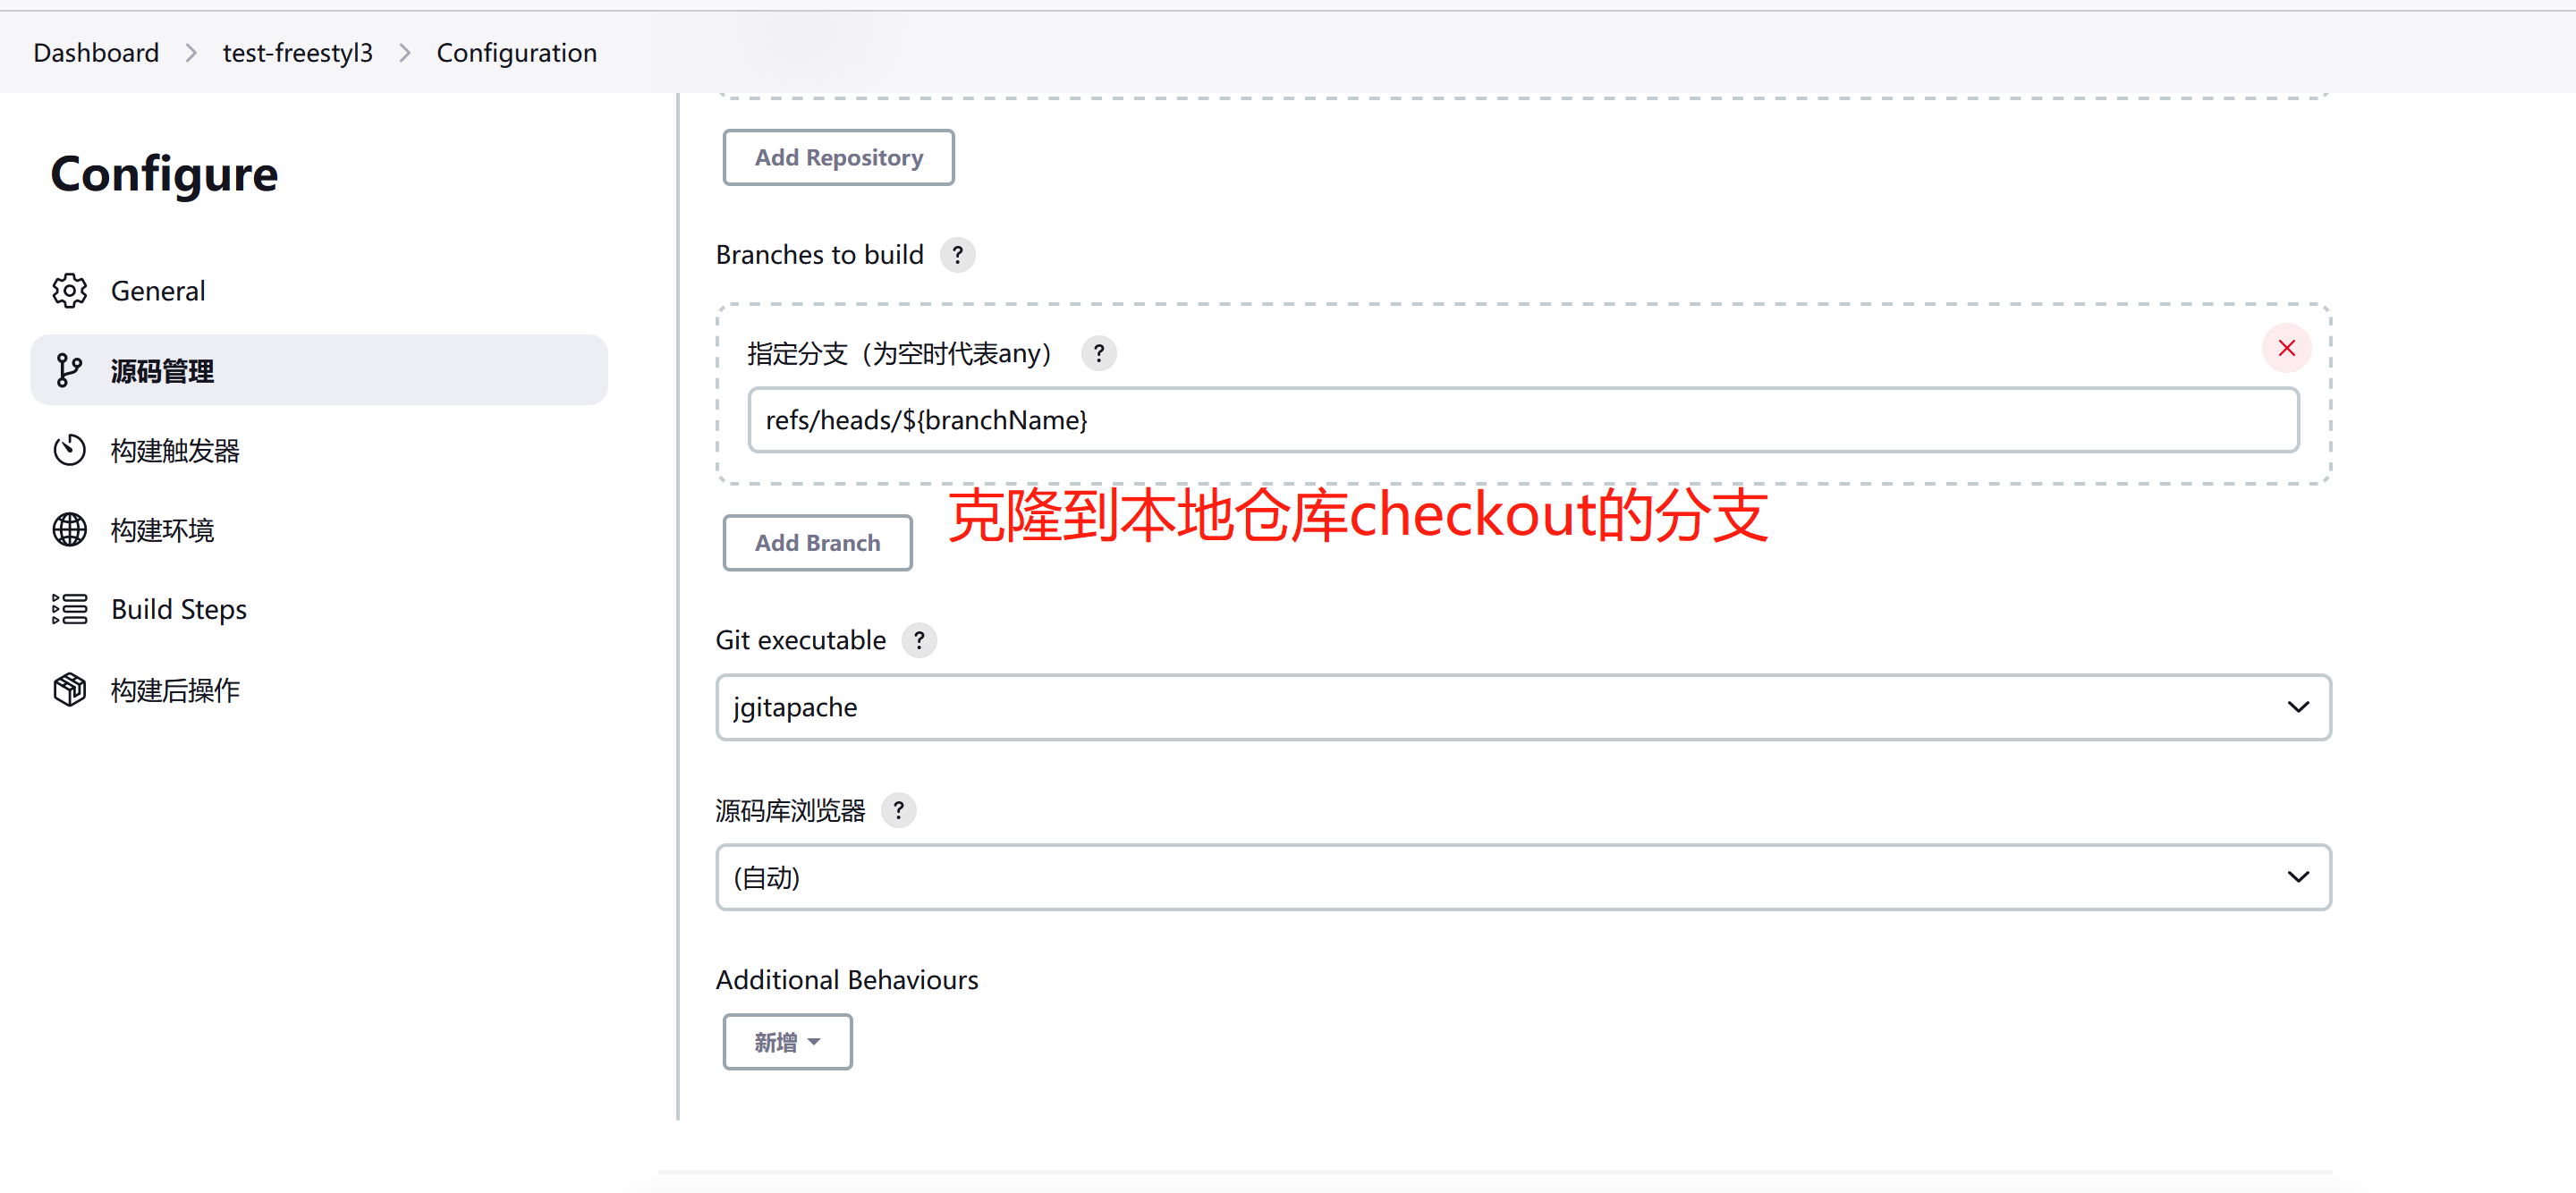 Dashboard > test-freestyl3 > Configuration
Configure
General
源码管理
构建触发器
构建环境
Build Steps
构建后操作
Add Repository
Branches to build ?
指定分支（为空时代表any） ?
refs/heads/${branchName}
克隆到本地仓库checkout的分支
Add Branch
Git executable ?
jgitapache
源码库浏览器 ?
(自动)
Additional Behaviours
新增